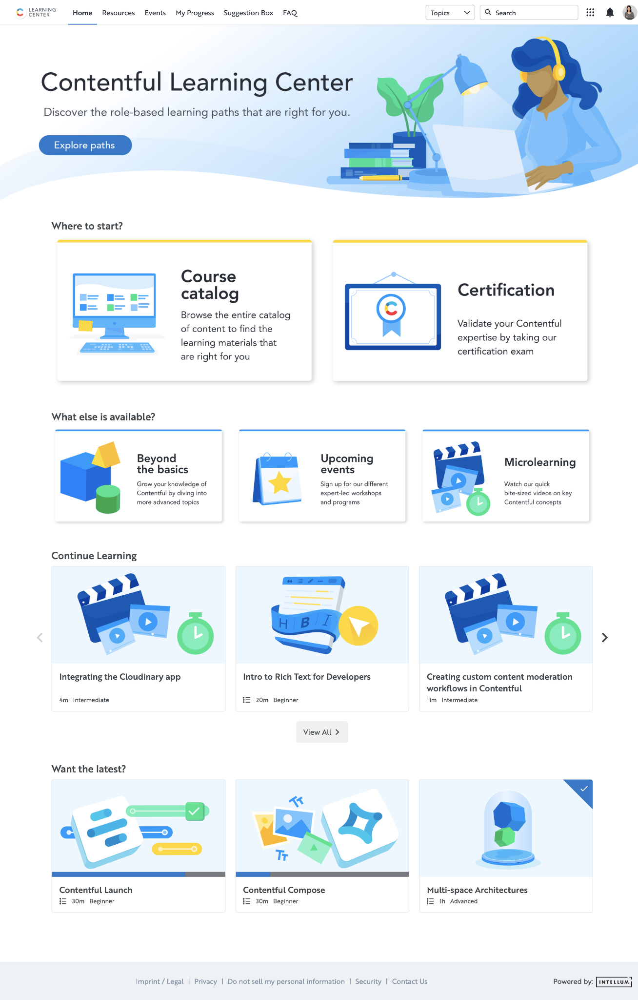 LEARNING
CENTER
Home
Resources
Events
My Progress
Suggestion Box
FAQ
Topics
Search
Contentful Learning Center
Discover the role-based learning paths that are right for you.
Explore paths
Where to start?
Course
catalog
Browse the entire catalog
of content to find the
learning materials that
are right for you
Certification
Validate your Contentful
expertise by taking our
certification exam
What else is available?
Beyond
the basics
Grow your knowledge of
Contentful by diving into
more advanced topics
Upcoming
events
Sign up for our different
expert-led workshops
and programs
Microlearning
Watch our quick
bite-sized videos on key
Contentful concepts
Continue Learning
Integrating the Cloudinary app
4m Intermediate
H B I
Intro to Rich Text for Developers
20m Beginner
Creating custom content moderation
workflows in Contentful
11m Intermediate
View All
Want the latest?
Contentful Launch
30m Beginner
TT
TT
Contentful Compose
30m Beginner
Multi-space Architectures
1h Advanced
Imprint / Legal | Privacy | Do not sell my personal information | Security | Contact Us
Powered by: INTELLUM